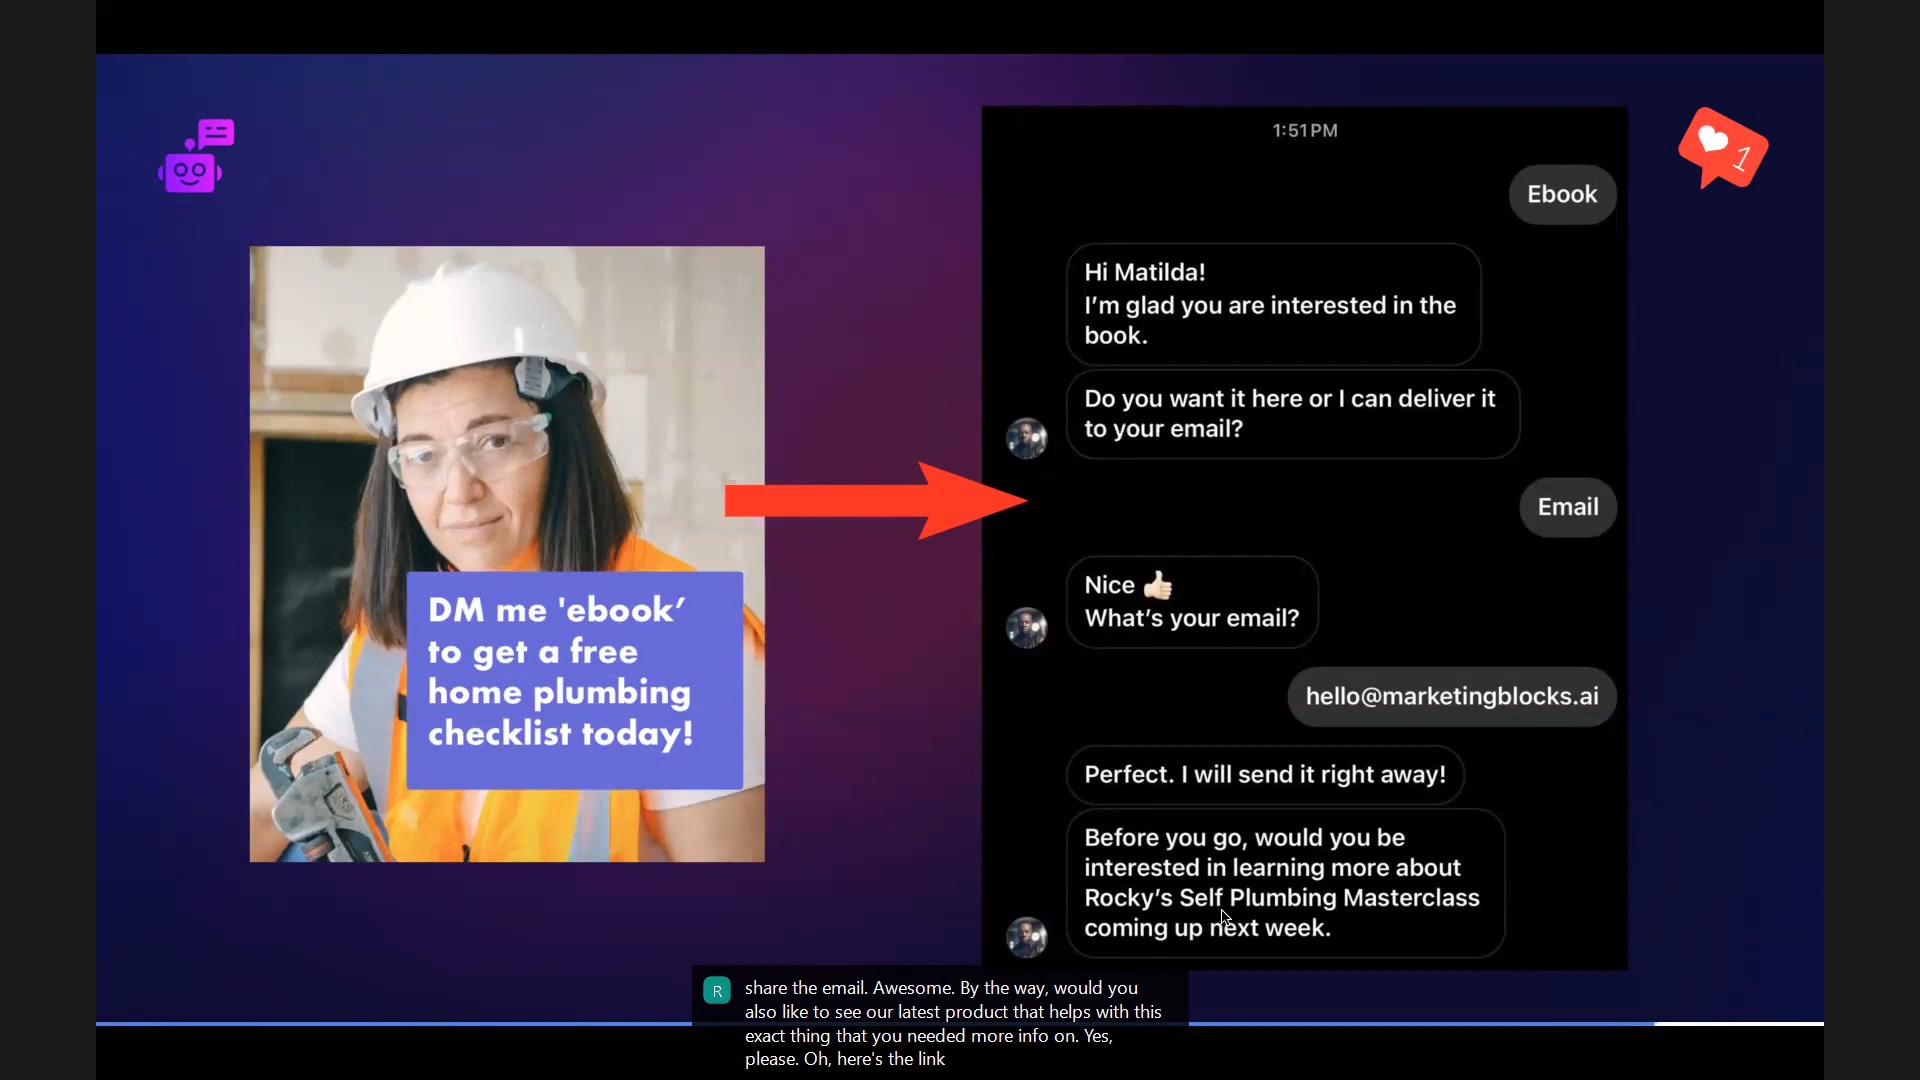 1:51PM
Ebook
Hi Matilda!
I’m glad you are interested in the
book.
Do you want it here or I can deliver it
to your email?
Email
Nice 👍🏻
What’s your email?
hello@marketingblocks.ai
Perfect. I will send it right away!
Before you go, would you be
interested in learning more about
Rocky’s Self Plumbing Masterclass
coming up next week.
1
DM me 'ebook’
to get a free
home plumbing
checklist today!
R
share the email. Awesome. By the way, would you
also like to see our latest product that helps with this
exact thing that you needed more info on. Yes,
please. Oh, here's the link